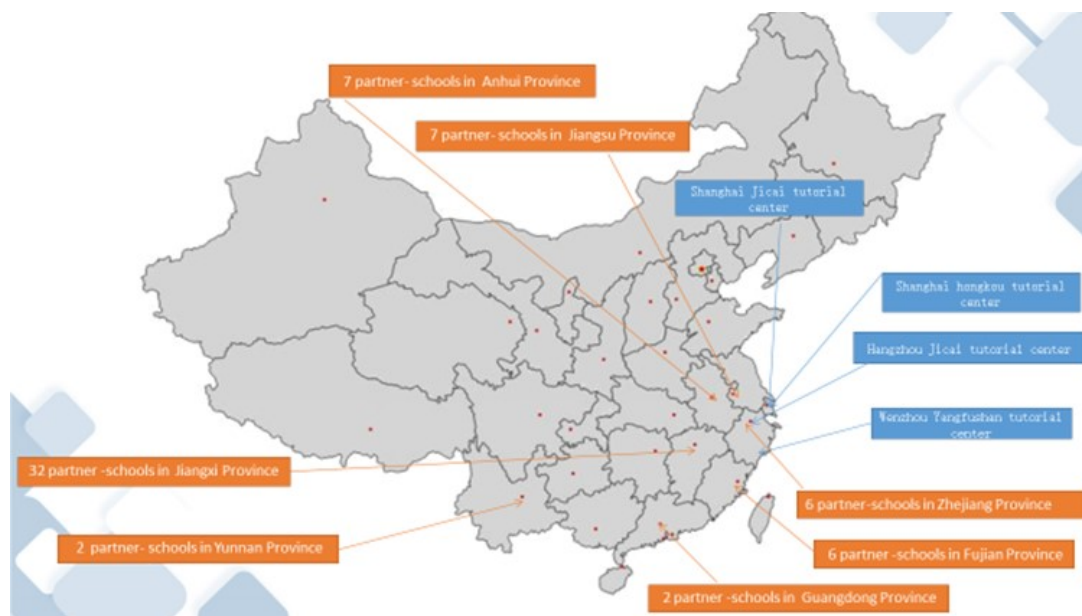 7 partner- schools in  Anhui Province
7 partner- schools in  Jiangsu Province
Shanghai Jicai tutorial
center
Shanghai hongkou tutorial
center
Hangzhou Jicai tutorial center
Wenzhou Yangfushan tutorial
center
32 partner -schools in Jiangxi Province
6 partner-schools in Zhejiang Province
2  partner- schools in Yunnan Province
6 partner -schools in Fujian Province
2 partner-schools in  Guangdong Province